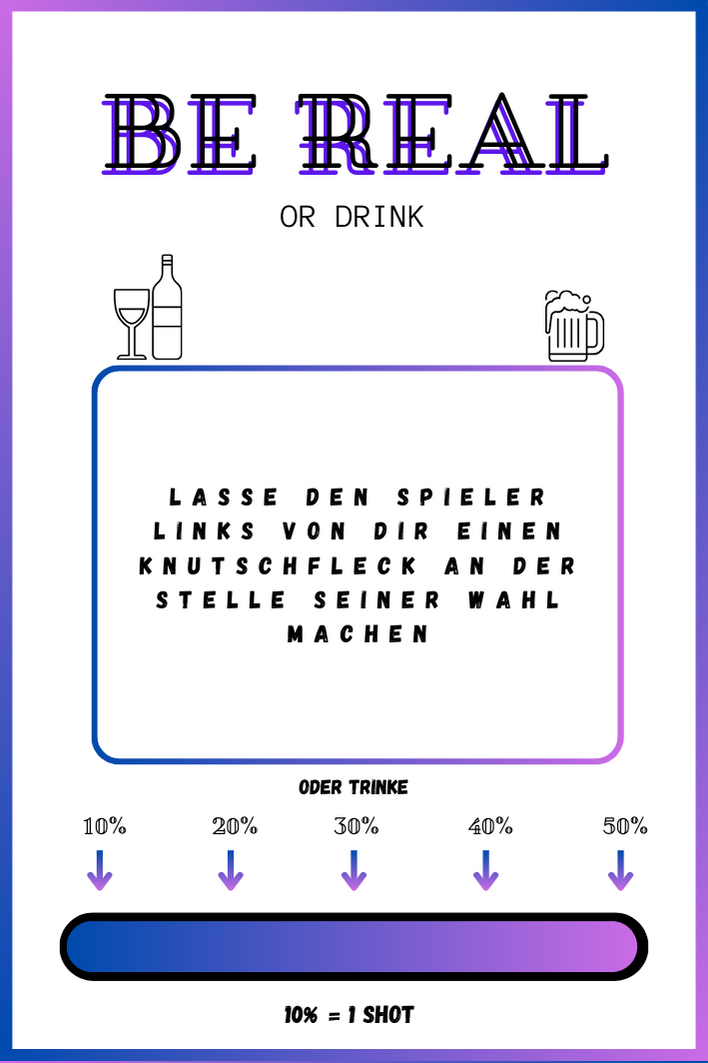 BE REAL
OR DRINK
LASSE DEN SPIELER
LINKS VON DIR EINEN
KNUTSCHFLECK AN DER
STELLE SEINER WAHL
MACHEN
ODER TRINKE
10% 20% 30% 40% 50%
10% = 1 SHOT